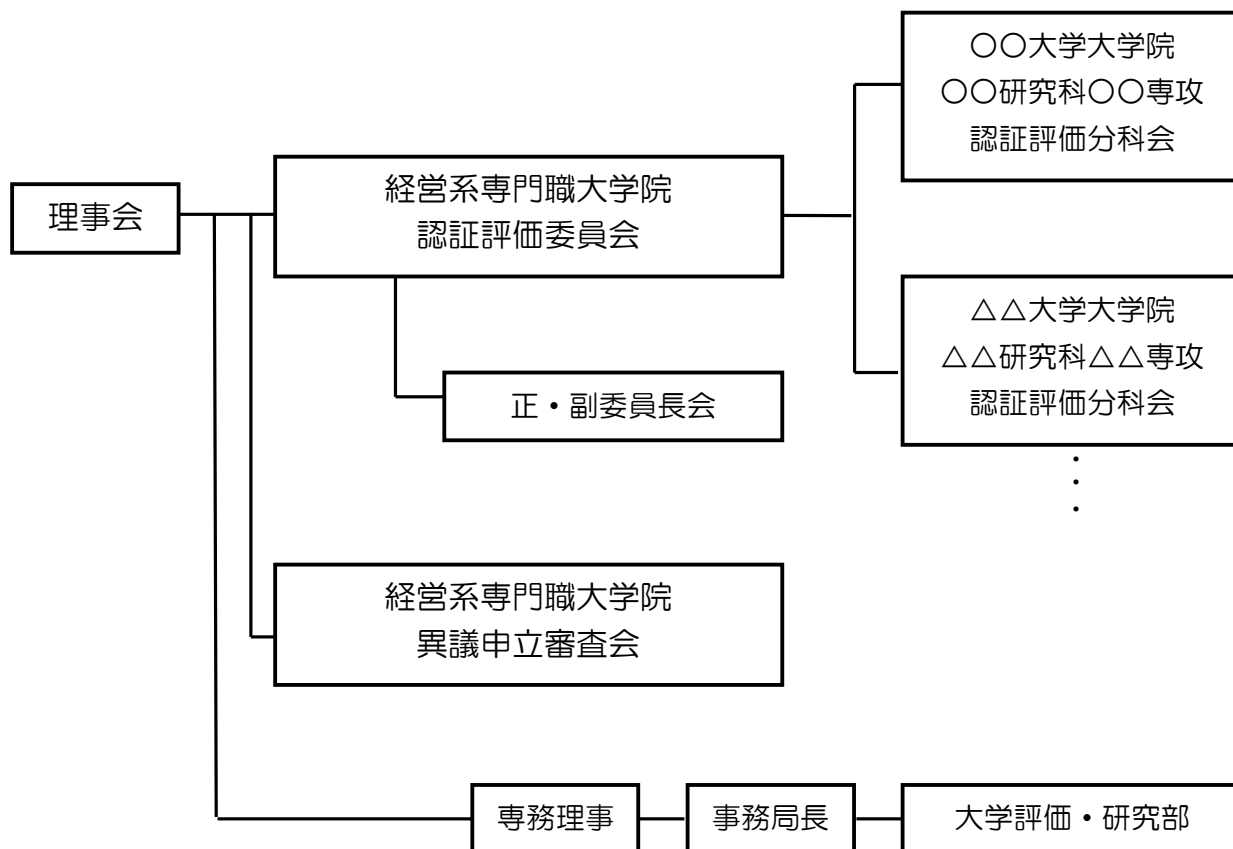 理事会
経営系専門職大学院
認証評価委員会
正・副委員長会
〇〇大学大学院
〇〇研究科〇〇専攻
認証評価分科会
△△大学大学院
△△研究科△△専攻
認証評価分科会
・
・
・
経営系専門職大学院
異議申立審査会
専務理事
事務局長
大学評価・研究部